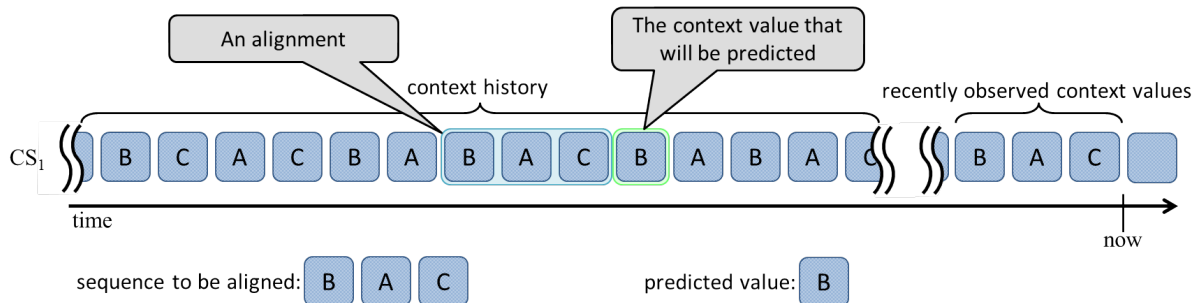 An alignment
The context value that
will be predicted
context history
recently observed context values
CS1 B C A C B A B A C B A B A C B A C
time
now
sequence to be aligned: B A C
predicted value: B